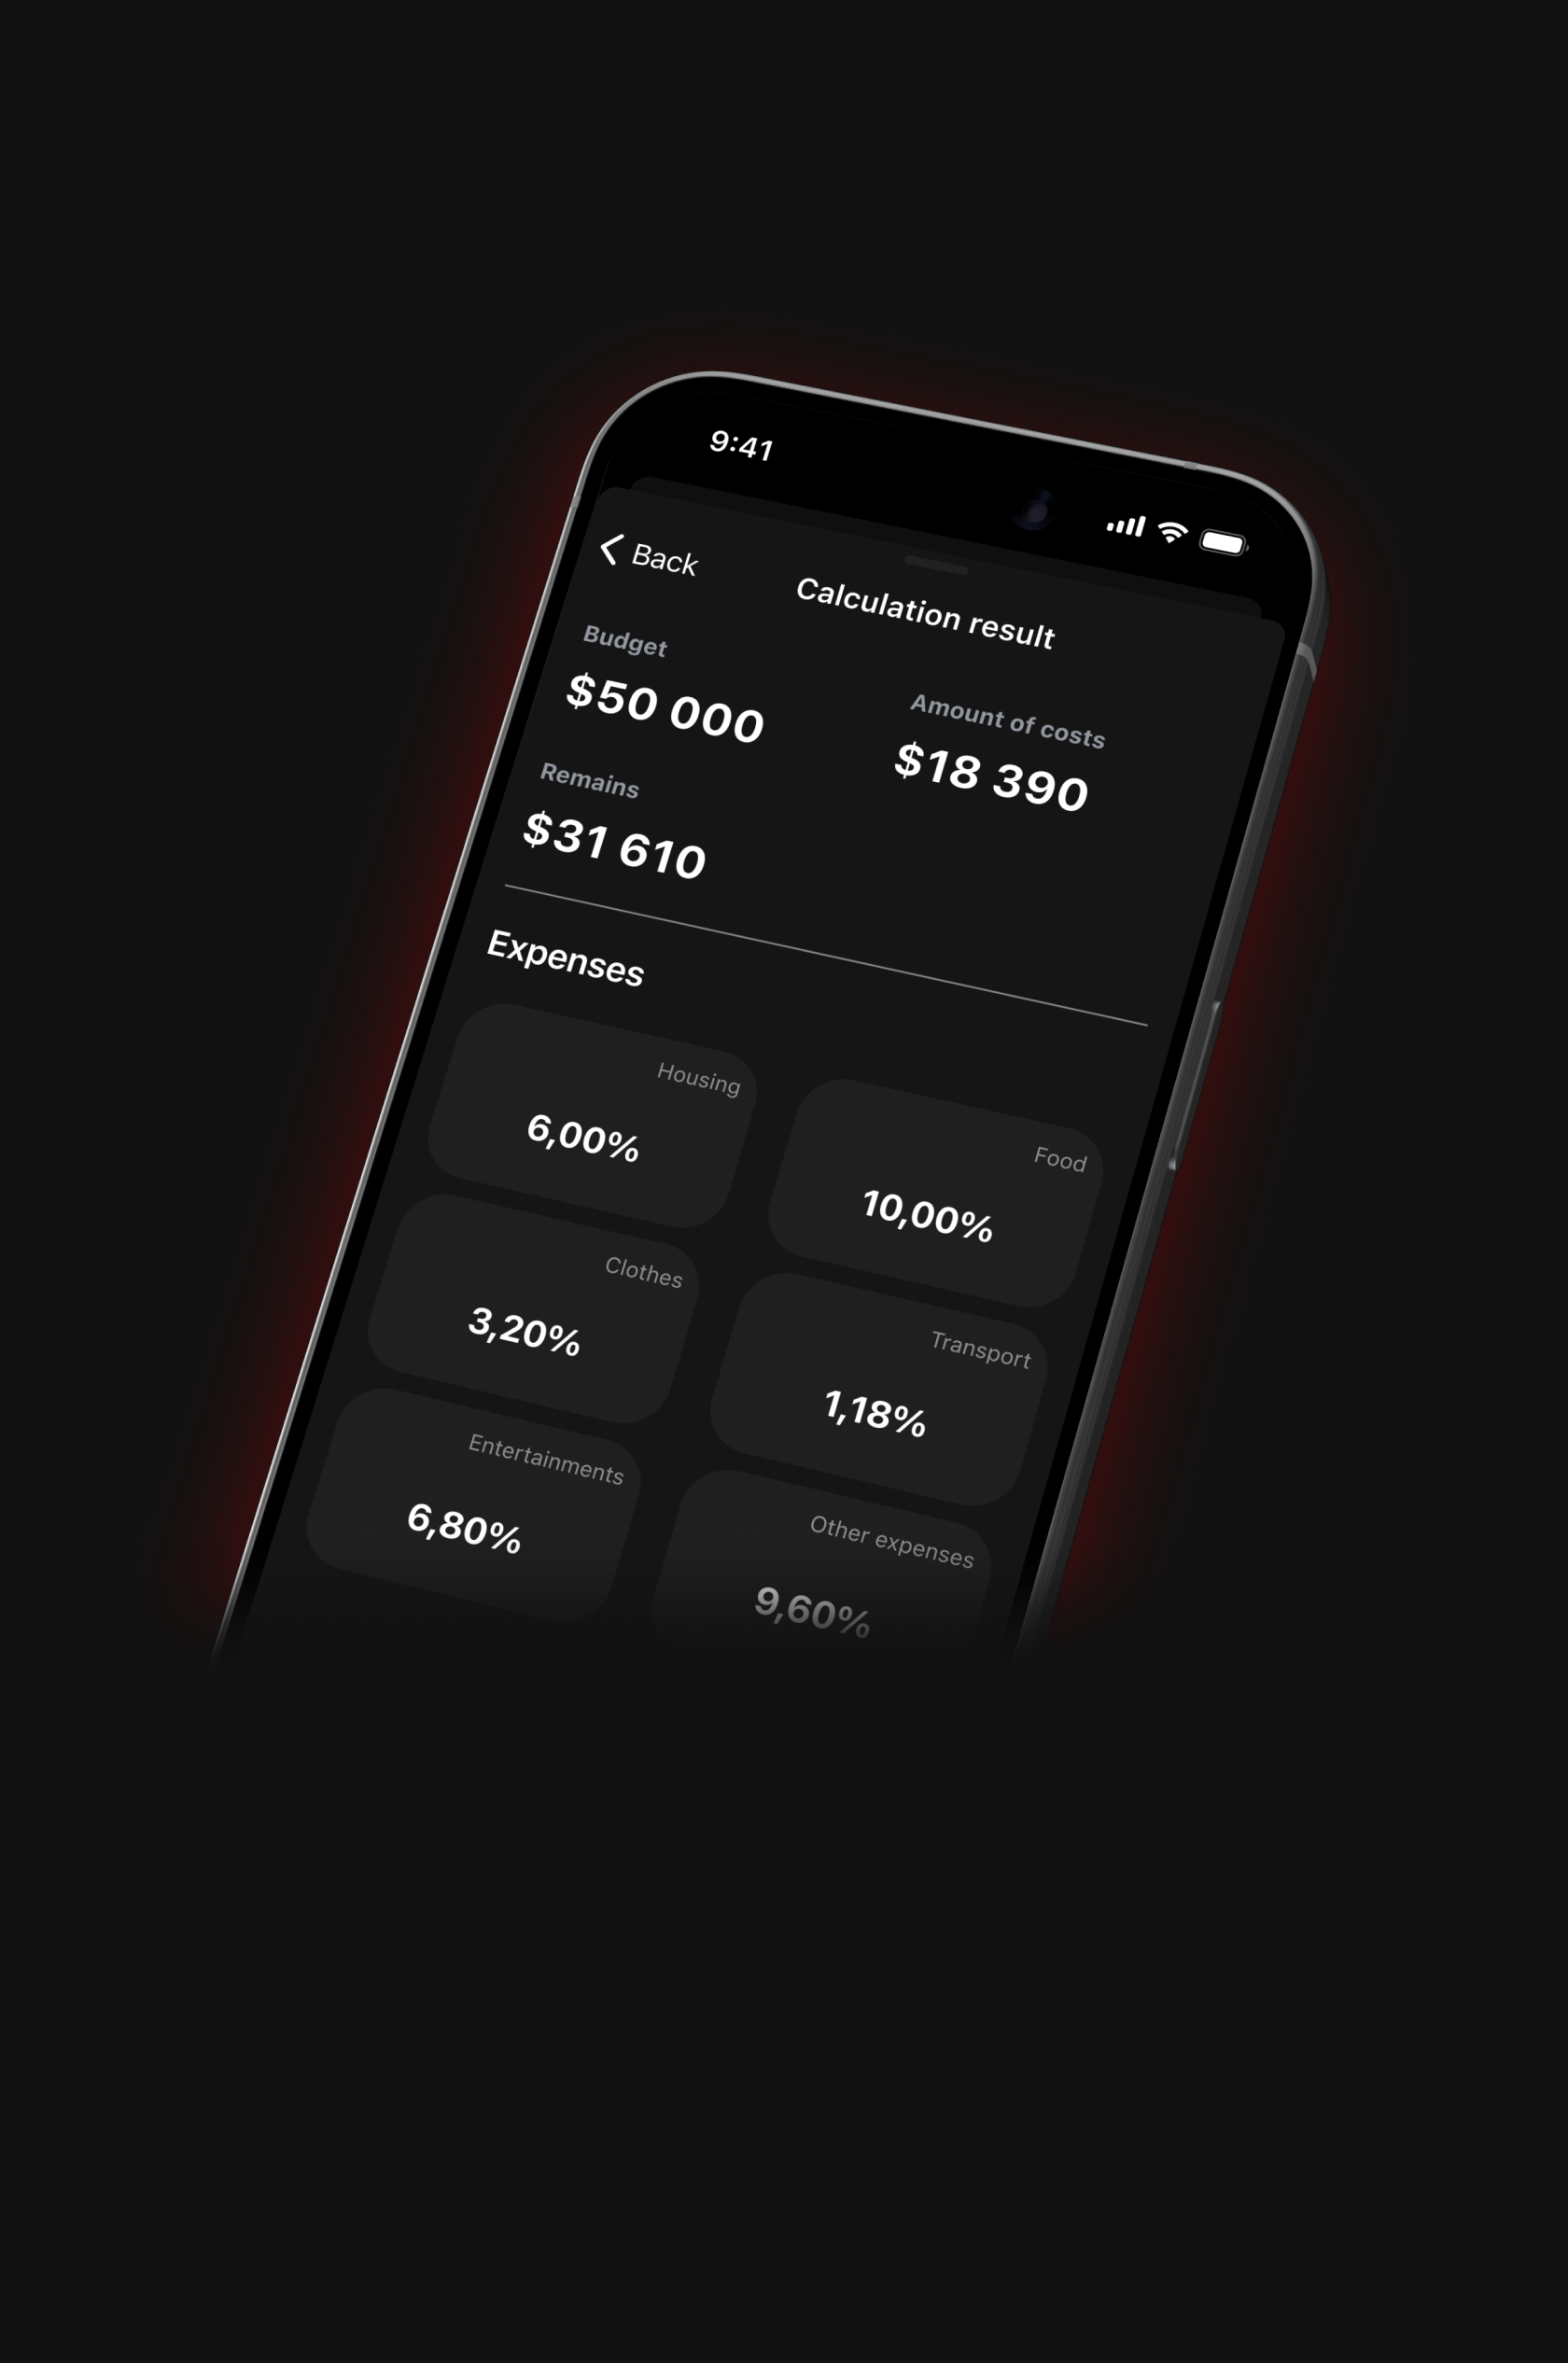 9:41
Back
Calculation result
Budget
$50 000
Amount of costs
$18 390
Remains
$31 610
Expenses
Housing
6,00%
Food
10,00%
Clothes
3,20%
Transport
1,18%
Entertainments
6,80%
Other expenses
9,60%